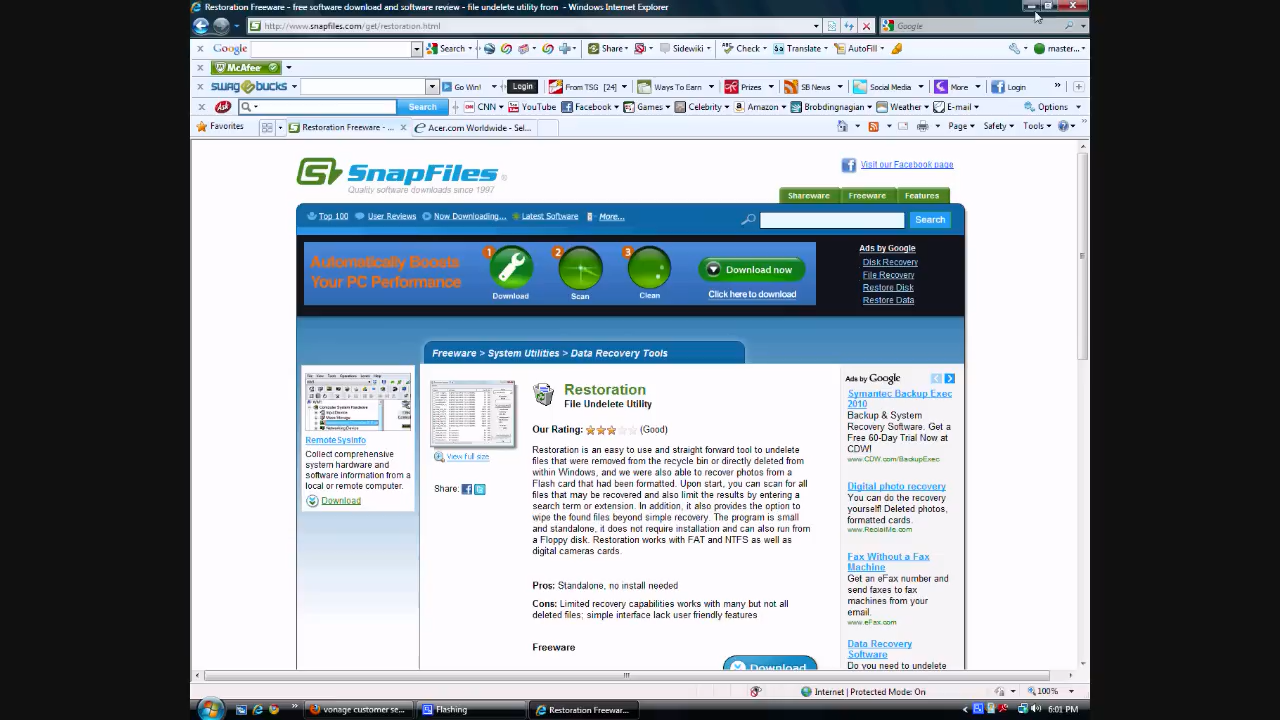 Restoration Freeware - free software download and software review - file undelete utility from - Windows Internet Explorer
http://www.snapfiles.com/get/restoration.html
Google
Google Search Share Sidewiki Check Translate AutoFill master...
McAfee
swagbucks Go Win! Login From TSG [24] Ways To Earn Prizes SB News Social Media More Login
Ask Search CNN YouTube Facebook Games Celebrity Amazon Brobdingnagian Weather E-mail Options
Favorites Restoration Freeware - ... Acer.com Worldwide - Sel... Page Safety Tools
SnapFiles
Quality software downloads since 1997
Visit our Facebook page
Shareware Freeware Features
Top 100 User Reviews Now Downloading... Latest Software More... Search
Automatically Boosts
Your PC Performance
1 2 3
Download Scan Clean
Download now
Click here to download
Ads by Google
Disk Recovery
File Recovery
Restore Disk
Restore Data
Freeware > System Utilities > Data Recovery Tools
RemoteSysInfo
Collect comprehensive
system hardware and
software information from a
local or remote computer.
Download
View full size
Share:
Restoration
File Undelete Utility
Our Rating: (Good)
Restoration is an easy to use and straight forward tool to undelete
files that were removed from the recycle bin or directly deleted from
within Windows, and we were also able to recover photos from a
Flash card that had been formatted. Upon start, you can scan for all
files that may be recovered and also limit the results by entering a
search term or extension. In addition, it also provides the option to
wipe the found files beyond simple recovery. The program is small
and standalone, it does not require installation and can also run from
a Floppy disk. Restoration works with FAT and NTFS as well as
digital cameras cards.
Pros: Standalone, no install needed
Cons: Limited recovery capabilities works with many but not all
deleted files; simple interface lack user friendly features
Freeware
Download
Ads by Google
Symantec Backup Exec
2010
Backup & System
Recovery Software. Get a
Free 60-Day Trial Now at
CDW!
www.CDW.com/BackupExec
Digital photo recovery
You can do the recovery
yourself! Deleted photos,
formatted cards.
Fax Without a Fax
Machine
Get an eFax number and
send faxes to fax
machines from your
email.
www.eFax.com
Data Recovery
Software
Do you need to undelete
Internet | Protected Mode: On 100%
vonage customer se... Flashing Restoration Freewar... 6:01 PM